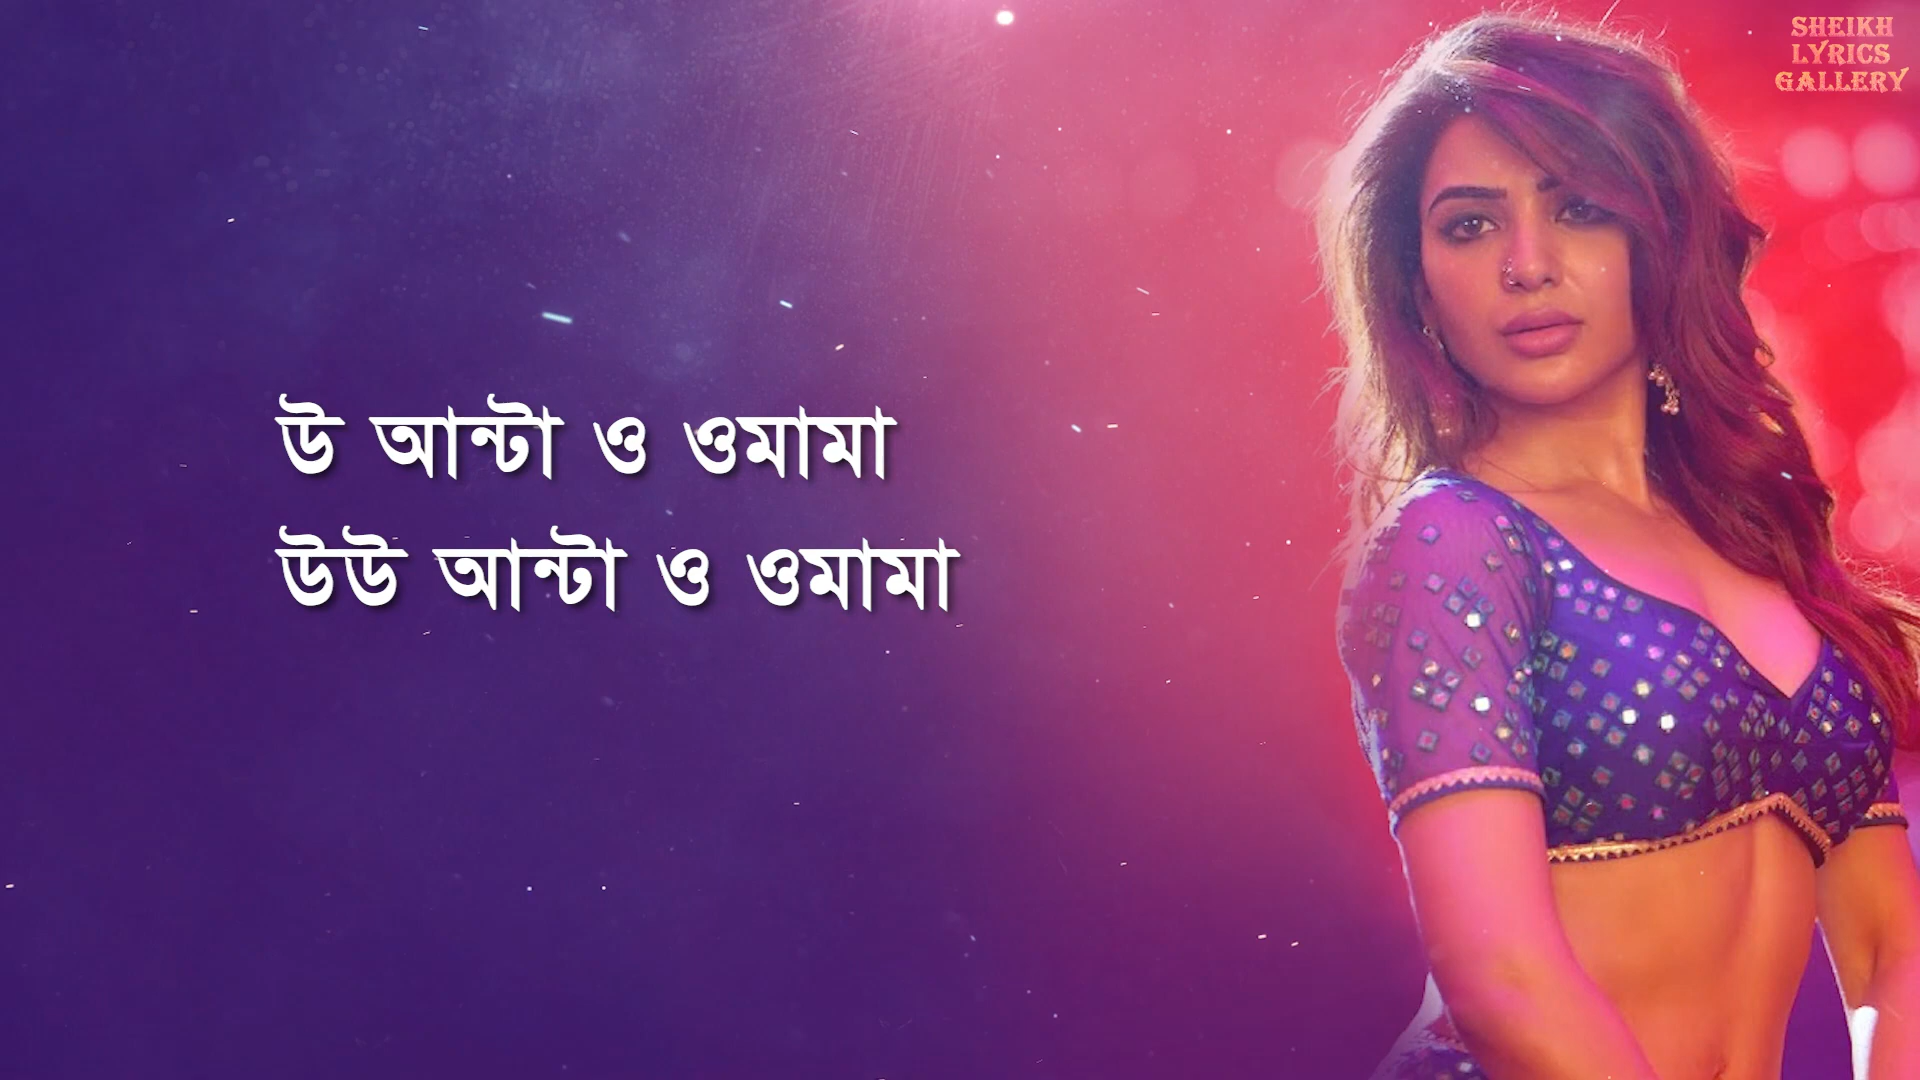 SHEIKH
LYRICS
GALLERY
উ আন্টা ও ওমামা
উউ আন্টা ও ওমামা